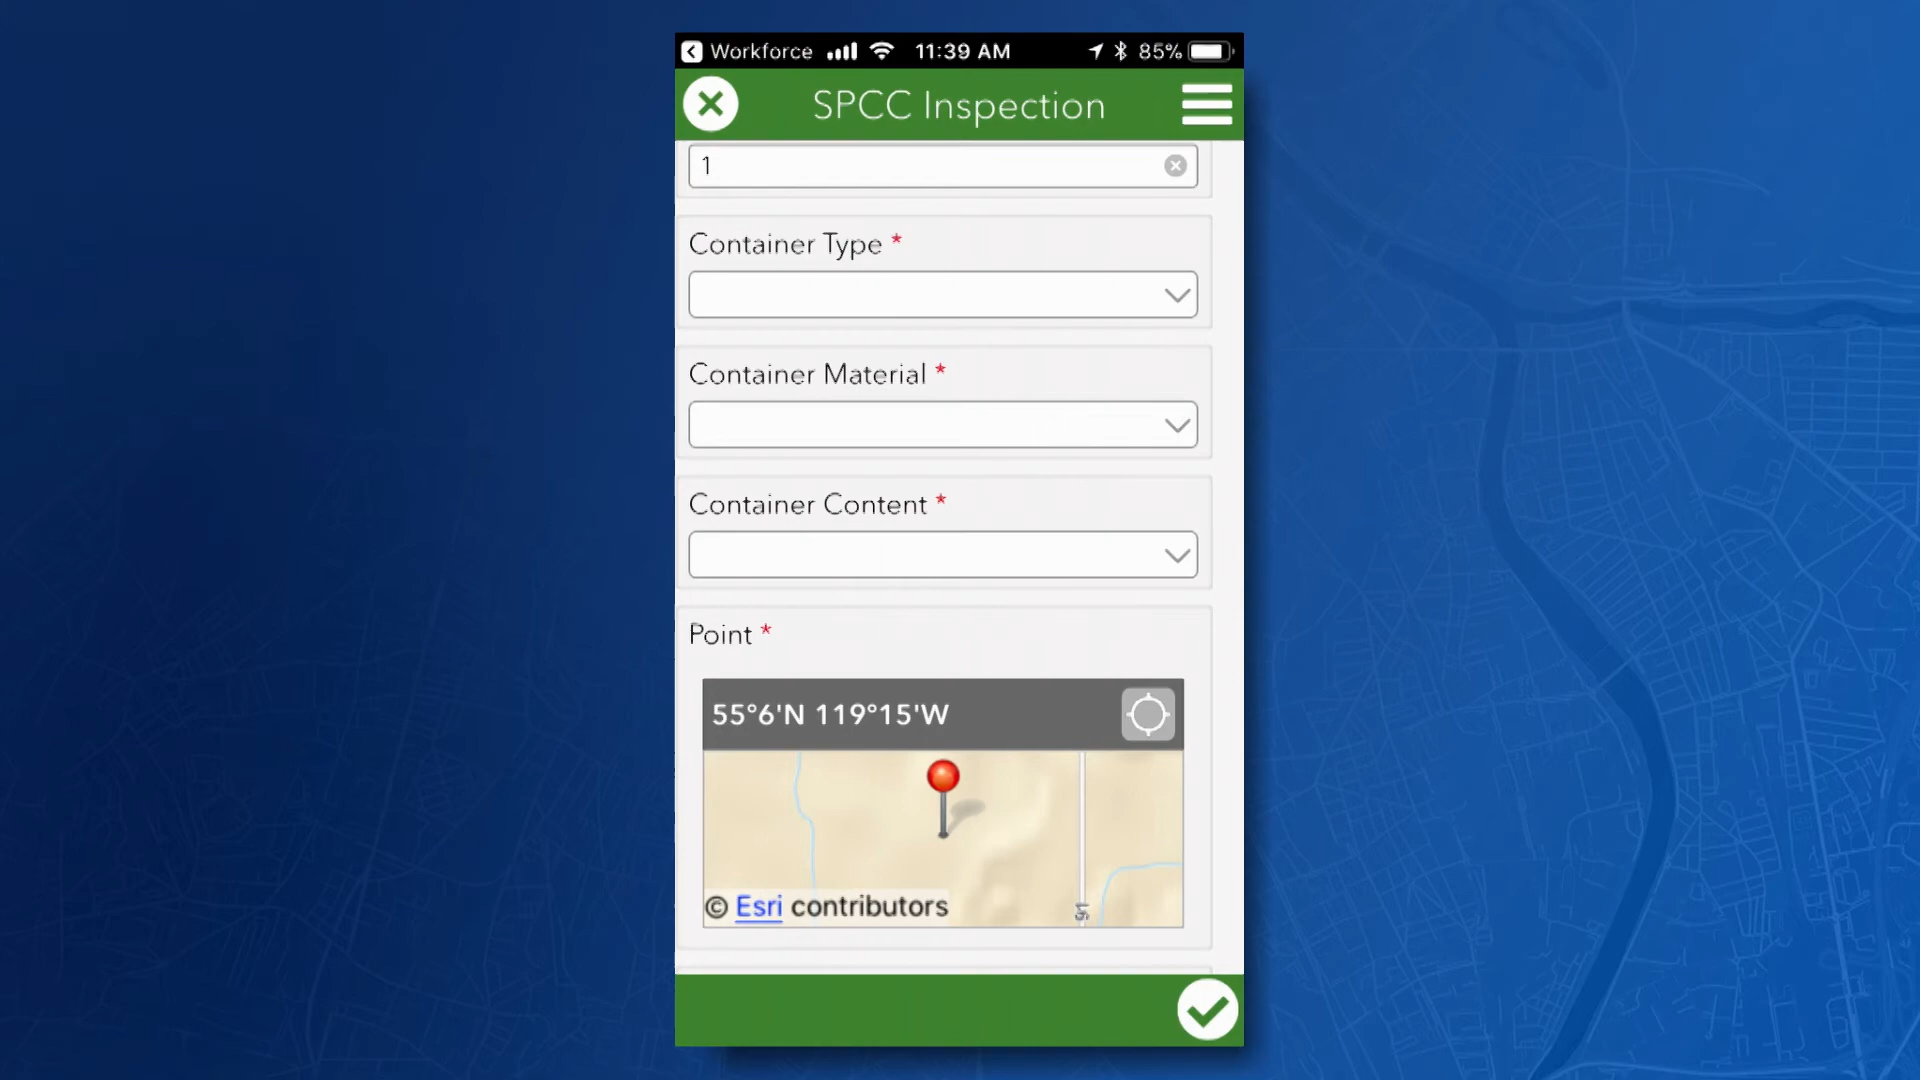 Workforce 11:39 AM 85%
SPCC Inspection
1
Container Type *
Container Material *
Container Content *
Point *
55°6'N 119°15'W
© Esri contributors